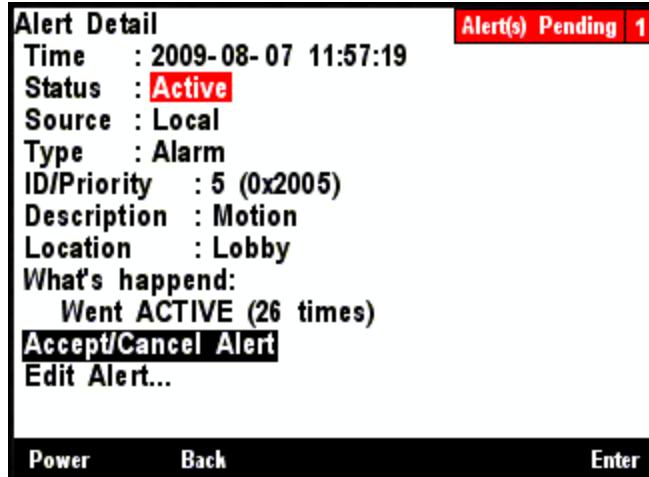 Alert Detail
Alert(s) Pending 1
Time : 2009-08-07 11:57:19
Status : Active
Source : Local
Type : Alarm
ID/Priority : 5 (0x2005)
Description : Motion
Location : Lobby
What's happend:
Went ACTIVE (26 times)
Accept/Cancel Alert
Edit Alert...
Power Back Enter